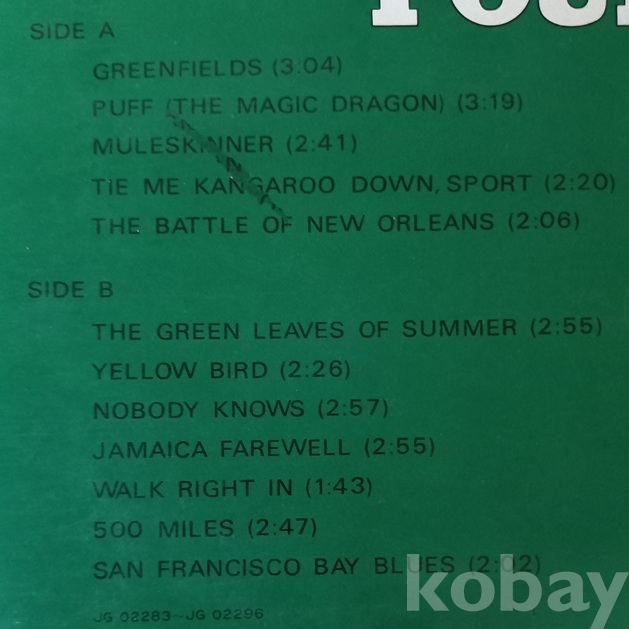 SIDE A
GREENFIELDS (3:04)
PUFF (THE MAGIC DRAGON) (3:19)
MULESKINNER (2:41)
TIE ME KANGAROO DOWN, SPORT (2:20)
THE BATTLE OF NEW ORLEANS (2:06)
SIDE B
THE GREEN LEAVES OF SUMMER (2:55)
YELLOW BIRD (2:26)
NOBODY KNOWS (2:57)
JAMAICA FAREWELL (2:55)
WALK RIGHT IN (1:43)
500 MILES (2:47)
SAN FRANCISCO BAY BLUES (2:02)
JG 02283~JG 02296
kobay